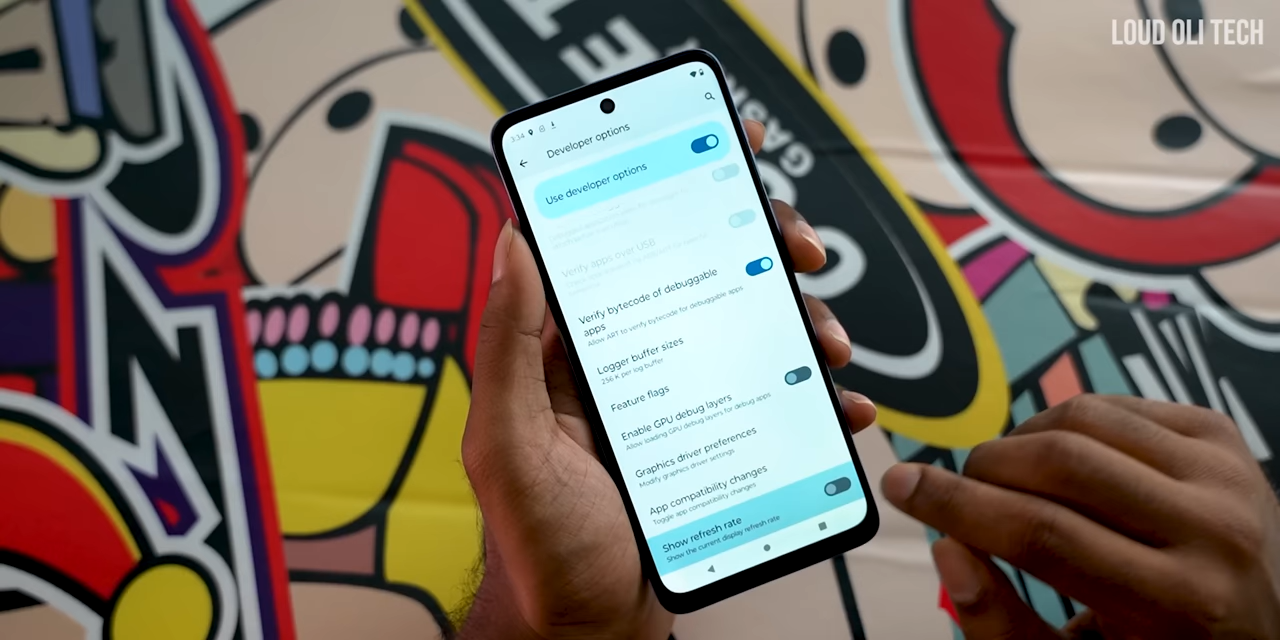 LOUD OLI TECH
3:34
Developer options
Use developer options
Verify apps over USB
Verify bytecode of debuggable
apps
Allow ART to verify bytecode for debuggable apps
Logger buffer sizes
256 K per log buffer
Feature flags
Enable GPU debug layers
Allow loading GPU debug layers for debug apps
Graphics driver preferences
Modify graphics driver settings
App compatibility changes
Toggle app compatibility changes
Show refresh rate
Show the current display refresh rate